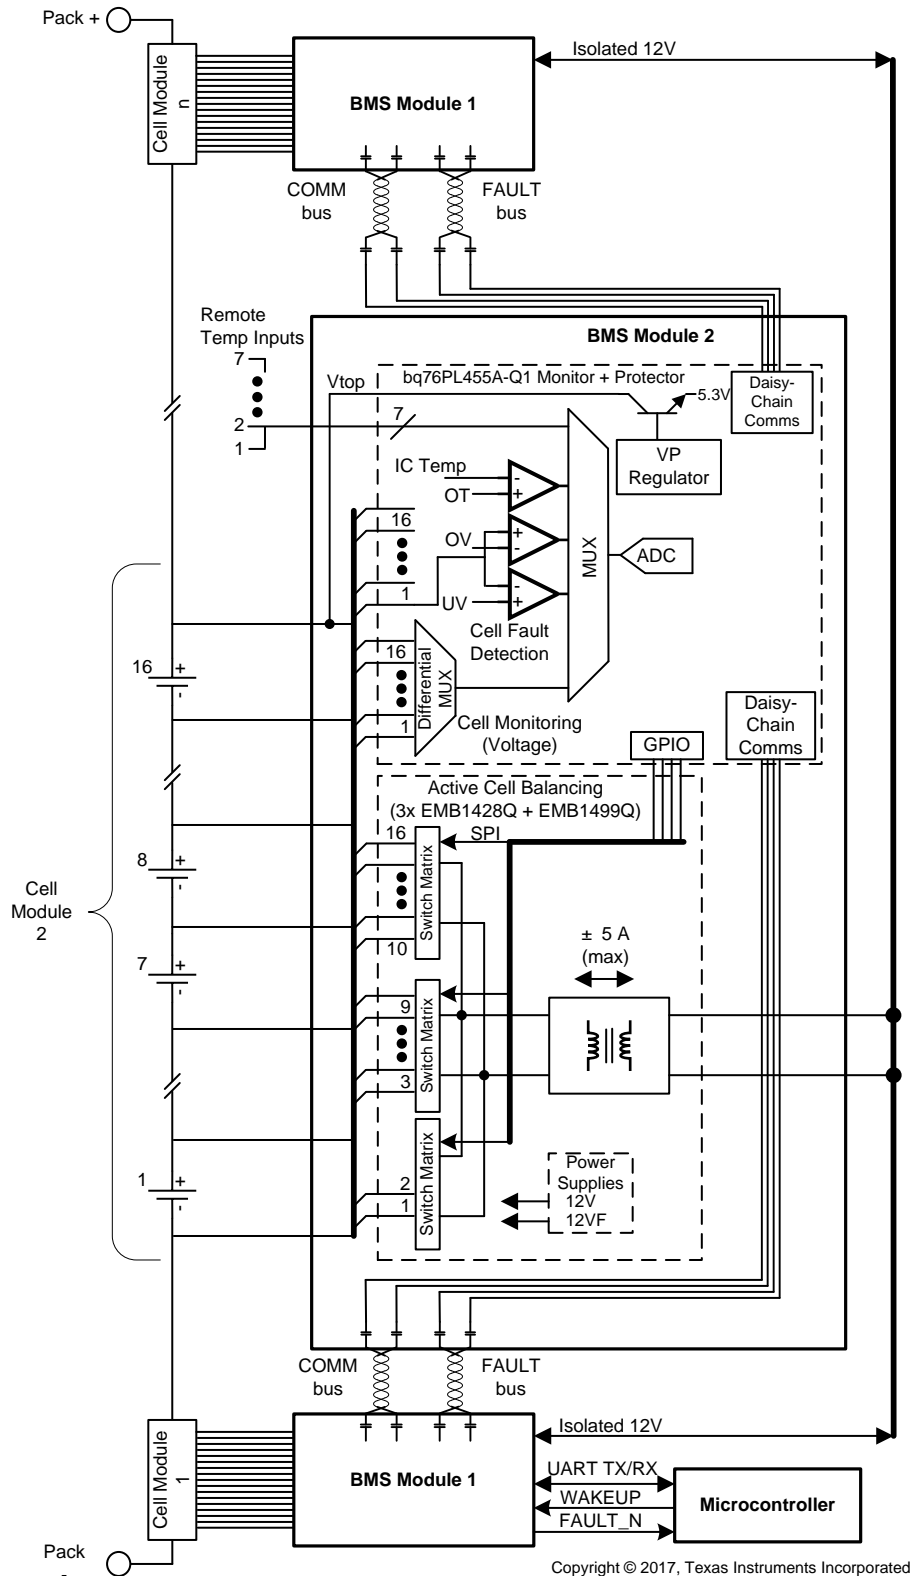 Pack +
Cell Module
n
BMS Module 1
Isolated 12V
COMM
bus
FAULT
bus
Remote
Temp Inputs
7
2
1
BMS Module 2
Vtop
bq76PL455A-Q1 Monitor + Protector
5.3V
Daisy-
Chain
Comms
7
VP
Regulator
IC Temp
OT
-
+
OV
+
-
UV
-
+
MUX
ADC
16
1
Cell Fault
Detection
16
1
Differential
MUX
Cell Monitoring
(Voltage)
GPIO
Daisy-
Chain
Comms
Active Cell Balancing
(3x EMB1428Q + EMB1499Q)
SPI
16
10
Switch Matrix
9
3
Switch Matrix
2
1
Switch Matrix
± 5 A
(max)
Power
Supplies
12V
12VF
Cell
Module
2
16
+
-
8
+
-
7
+
-
1
+
-
COMM
bus
FAULT
bus
Cell Module
1
BMS Module 1
Isolated 12V
UART TX/RX
WAKEUP
FAULT_N
Microcontroller
Pack
-
Copyright © 2017, Texas Instruments Incorporated